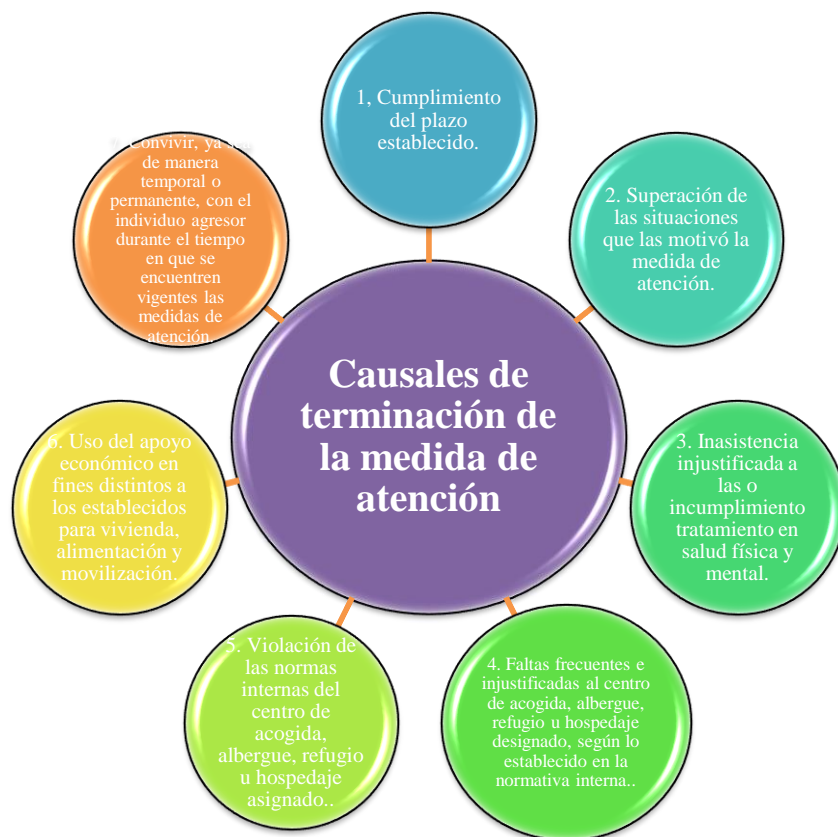 Causales de
terminación de
la medida de
atención
1, Cumplimiento
del plazo
establecido.
2. Superación de
las situaciones
que las motivó la
medida de
atención.
3. Inasistencia
injustificada a
las o
incumplimiento
tratamiento en
salud física y
mental.
4. Faltas frecuentes e
injustificadas al centro
de acogida, albergue,
refugio u hospedaje
designado, según lo
establecido en la
normativa interna..
5. Violación de
las normas
internas del
centro de
acogida,
albergue, refugio
u hospedaje
asignado..
6. Uso del apoyo
económico en
fines distintos a
los establecidos
para vivienda,
alimentación y
movilización.
Convivir, ya
de manera
temporal o
permanente, con el
individuo agresor
durante el tiempo
en que se
encuentren
vigentes las
medidas de
atención.